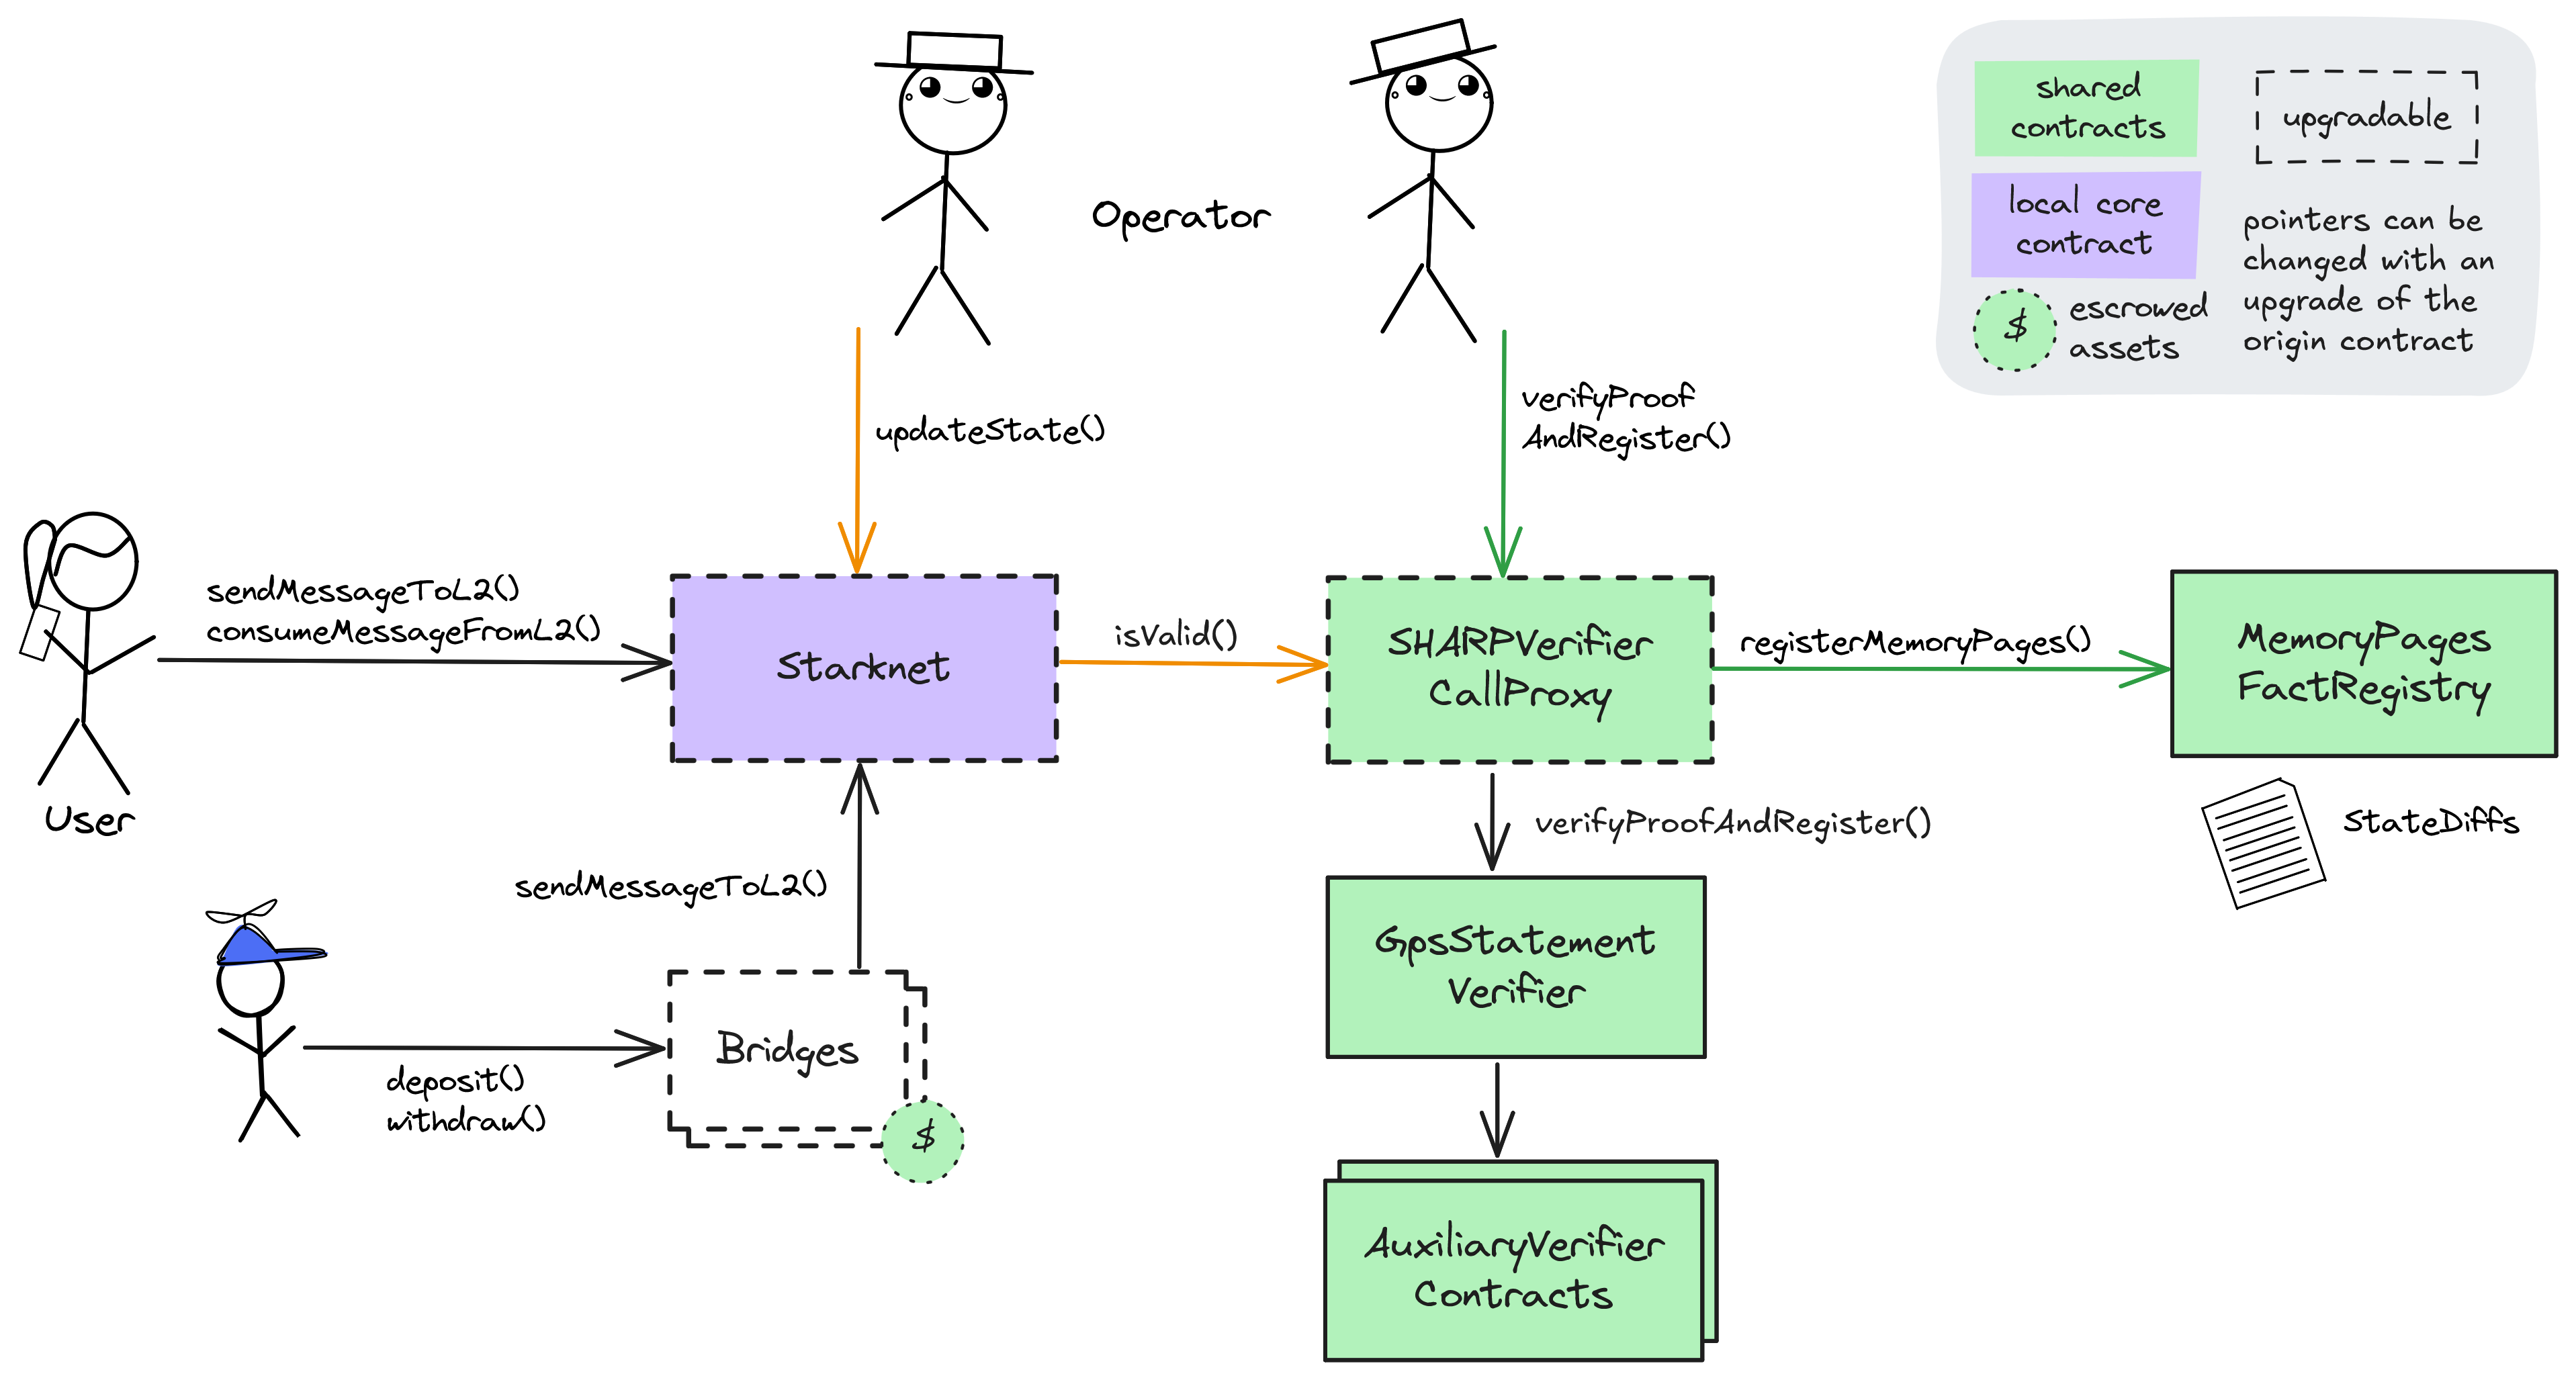 Operator
shared
contracts
upgradable
local core
contract
pointers can be
changed with an
upgrade of the
origin contract
$
escrowed
assets
updateState()
verifyProof
AndRegister()
sendMessageToL2()
consumeMessageFromL2()
Starknet
isValid()
SHARPVerifier
CallProxy
registerMemoryPages()
MemoryPages
FactRegistry
User
verifyProofAndRegister()
StateDiffs
sendMessageToL2()
GpsStatement
Verifier
Bridges
deposit()
withdraw()
$
AuxiliaryVerifier
Contracts